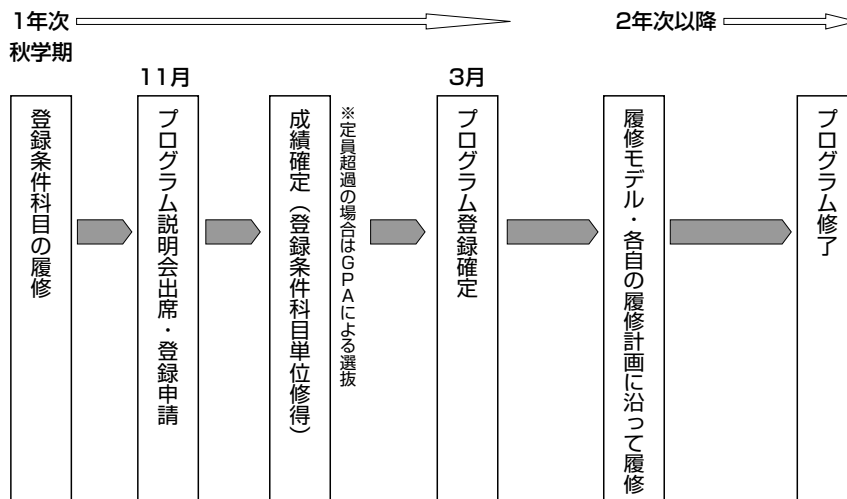 1年次
2年次以降
秋学期
11月
3月
登録条件科目の履修
プログラム説明会出席・登録申請
成績確定（登録条件科目単位修得）
※定員超過の場合はGPAによる選抜
プログラム登録確定
履修モデル・各自の履修計画に沿って履修
プログラム修了